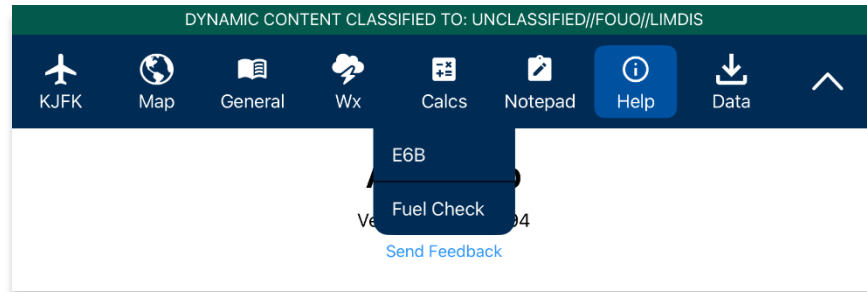 DYNAMIC CONTENT CLASSIFIED TO: UNCLASSIFIED//FOUO//LIMDIS
KJFK Map General Wx Calcs Notepad Help Data
E6B
Fuel Check
Send Feedback